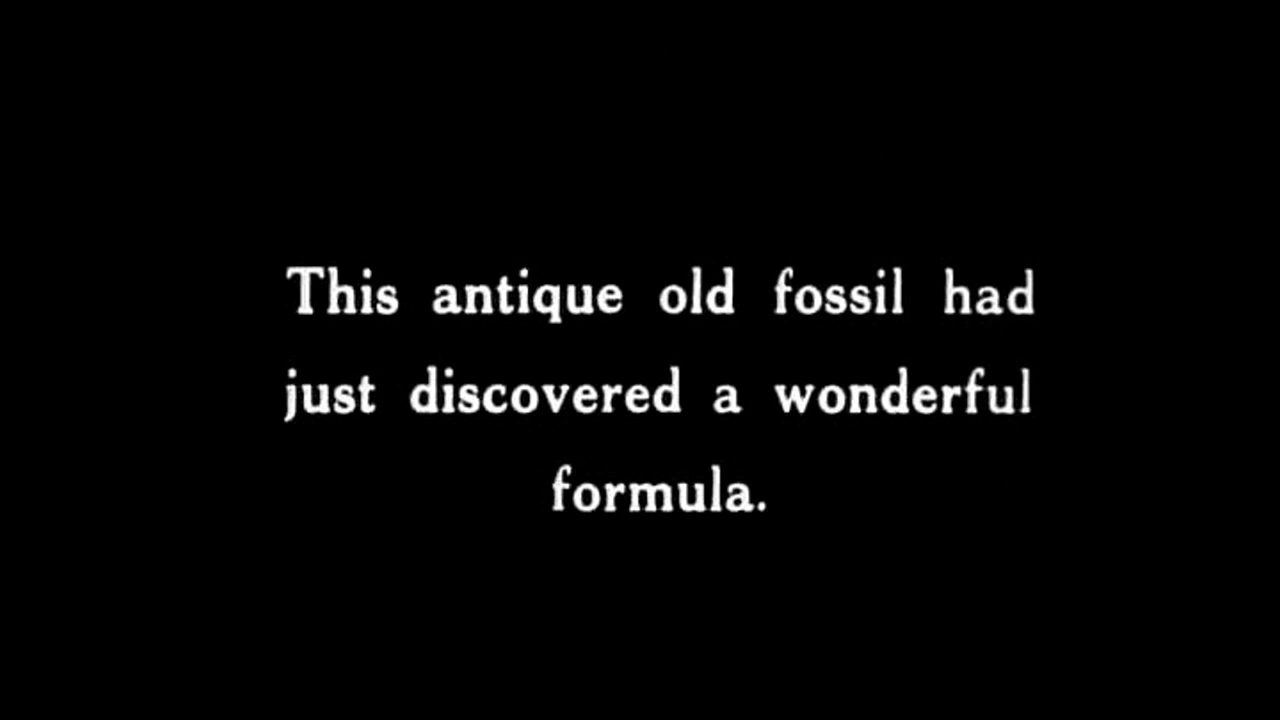 This antique old fossil had
just discovered a wonderful
formula.